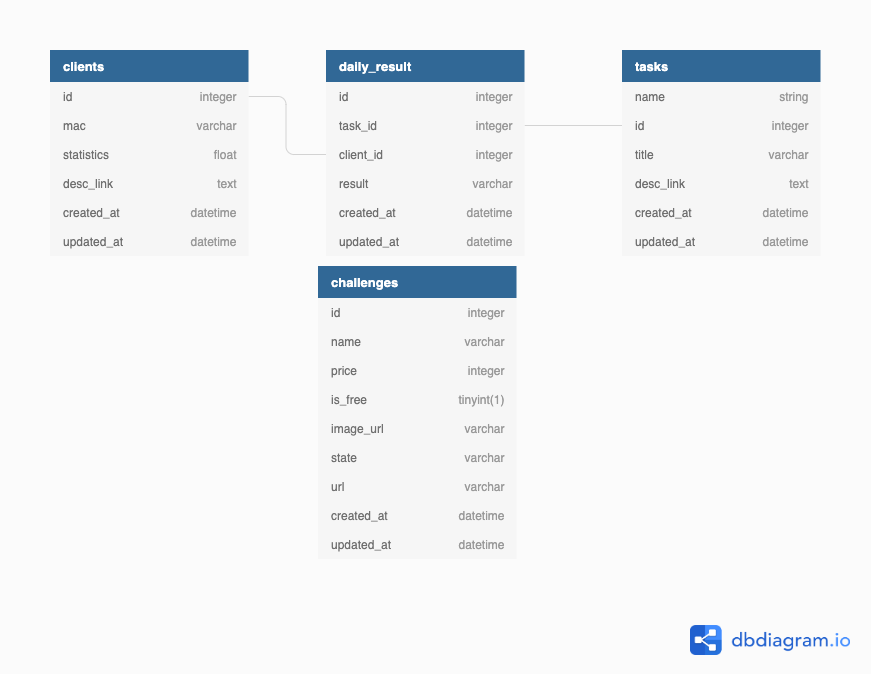 clients
id integer
mac varchar
statistics float
desc_link text
created_at datetime
updated_at datetime
daily_result
id integer
task_id integer
client_id integer
result varchar
created_at datetime
updated_at datetime
tasks
name string
id integer
title varchar
desc_link text
created_at datetime
updated_at datetime
challenges
id integer
name varchar
price integer
is_free tinyint(1)
image_url varchar
state varchar
url varchar
created_at datetime
updated_at datetime
dbdiagram.io